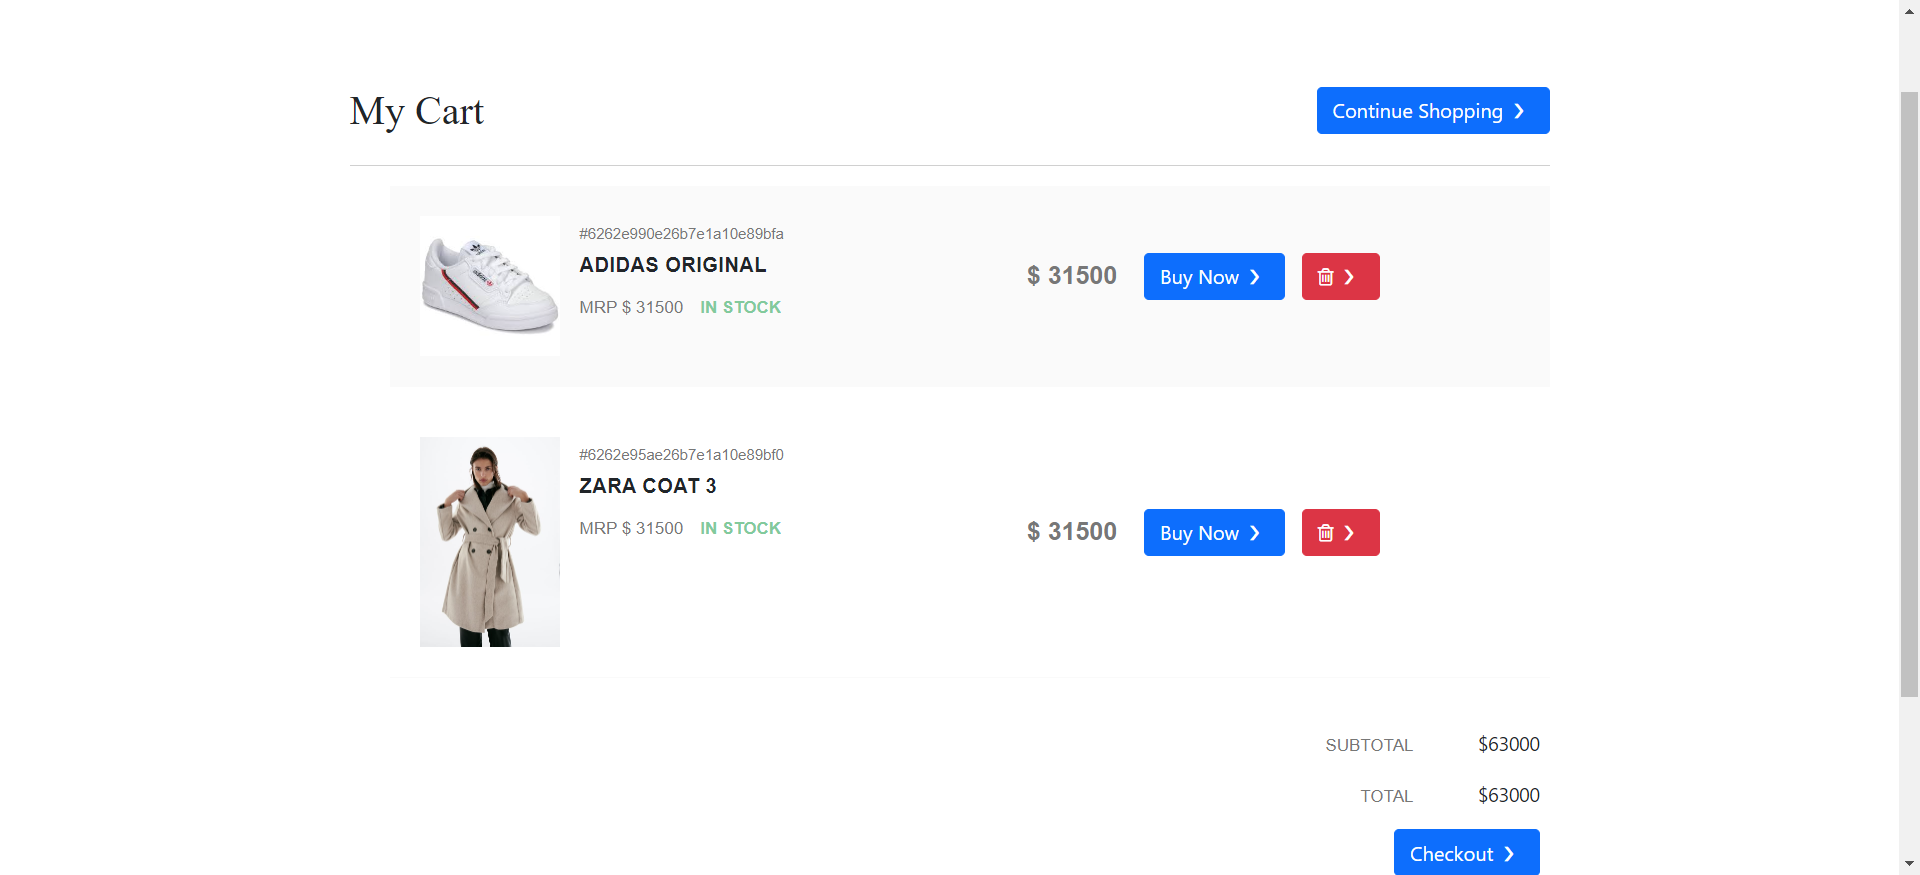 My Cart
Continue Shopping ❯
#6262e990e26b7e1a10e89bfa
ADIDAS ORIGINAL
MRP $ 31500 IN STOCK
$ 31500
Buy Now ❯
❯
#6262e95ae26b7e1a10e89bf0
ZARA COAT 3
MRP $ 31500 IN STOCK
$ 31500
Buy Now ❯
❯
SUBTOTAL $63000
TOTAL $63000
Checkout ❯